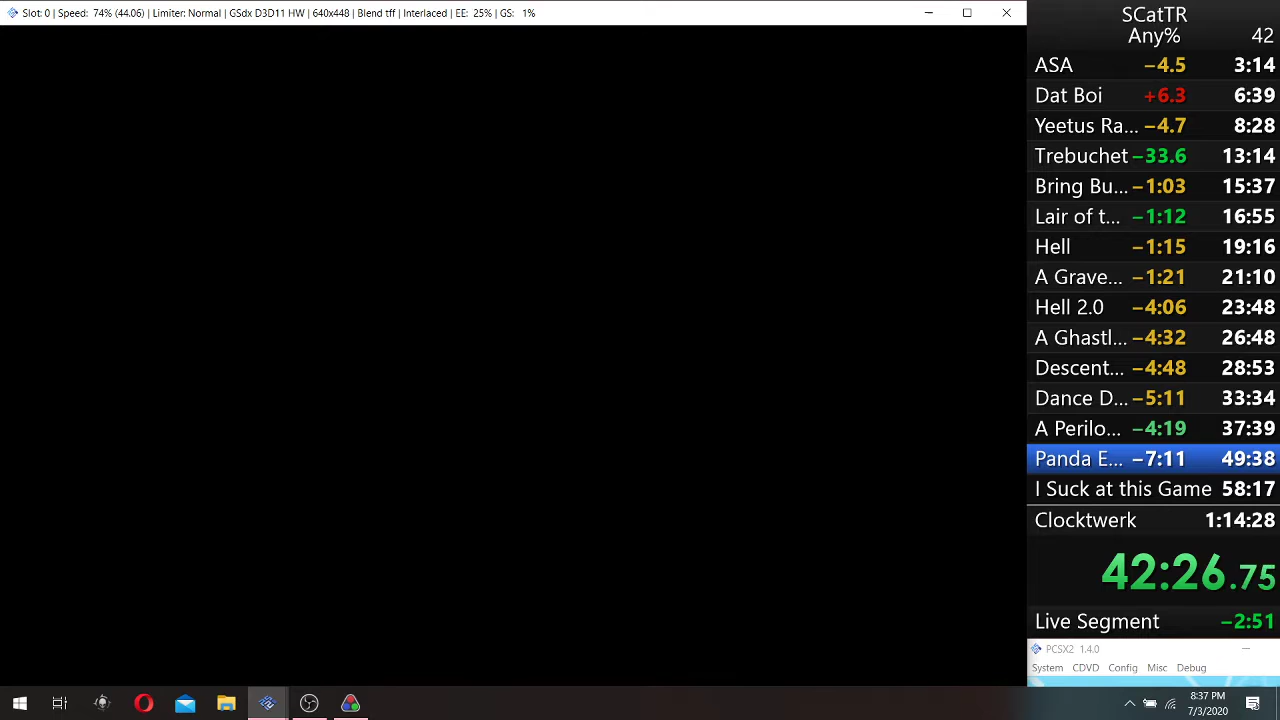 Slot: 0 | Speed: 74% (44.06) | Limiter: Normal | GSdx D3D11 HW | 640x448 | Blend tff | Interlaced | EE: 25% | GS: 1%
SCatTR
Any% 42
ASA −4.5 3:14
Dat Boi +6.3 6:39
Yeetus Ra... −4.7 8:28
Trebuchet −33.6 13:14
Bring Bu... −1:03 15:37
Lair of t... −1:12 16:55
Hell −1:15 19:16
A Grave... −1:21 21:10
Hell 2.0 −4:06 23:48
A Ghastl... −4:32 26:48
Descent... −4:48 28:53
Dance D... −5:11 33:34
A Perilo... −4:19 37:39
Panda E... −7:11 49:38
I Suck at this Game 58:17
Clocktwerk 1:14:28
42:26.75
Live Segment −2:51
PCSX2 1.4.0
System CDVD Config Misc Debug
8:37 PM
7/3/2020